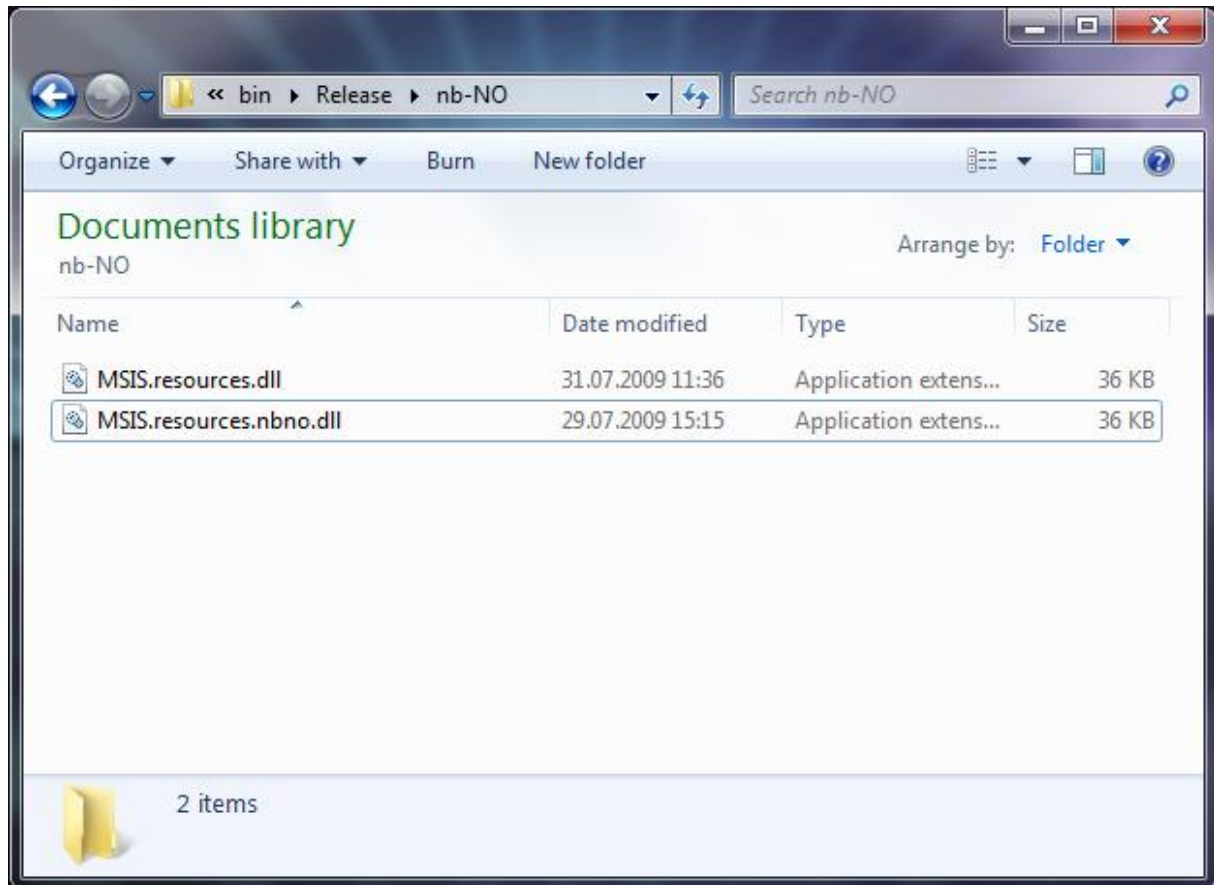 « bin ▸ Release ▸ nb-NO Search nb-NO
Organize Share with Burn New folder
Documents library
nb-NO
Arrange by: Folder
Name Date modified Type Size
MSIS.resources.dll 31.07.2009 11:36 Application extens... 36 KB
MSIS.resources.nbno.dll 29.07.2009 15:15 Application extens... 36 KB
2 items